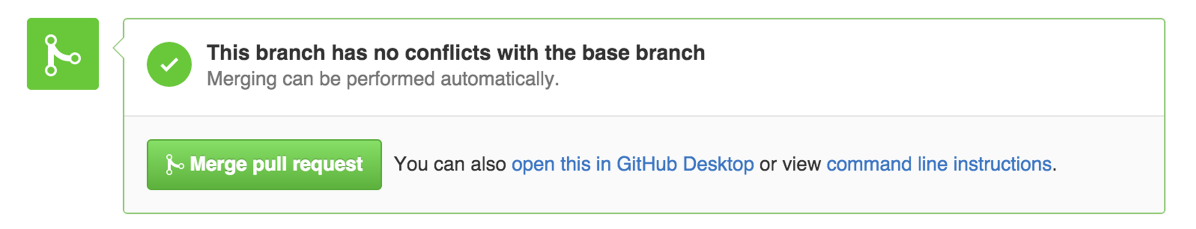 This branch has no conflicts with the base branch
Merging can be performed automatically.
Merge pull request You can also open this in GitHub Desktop or view command line instructions.